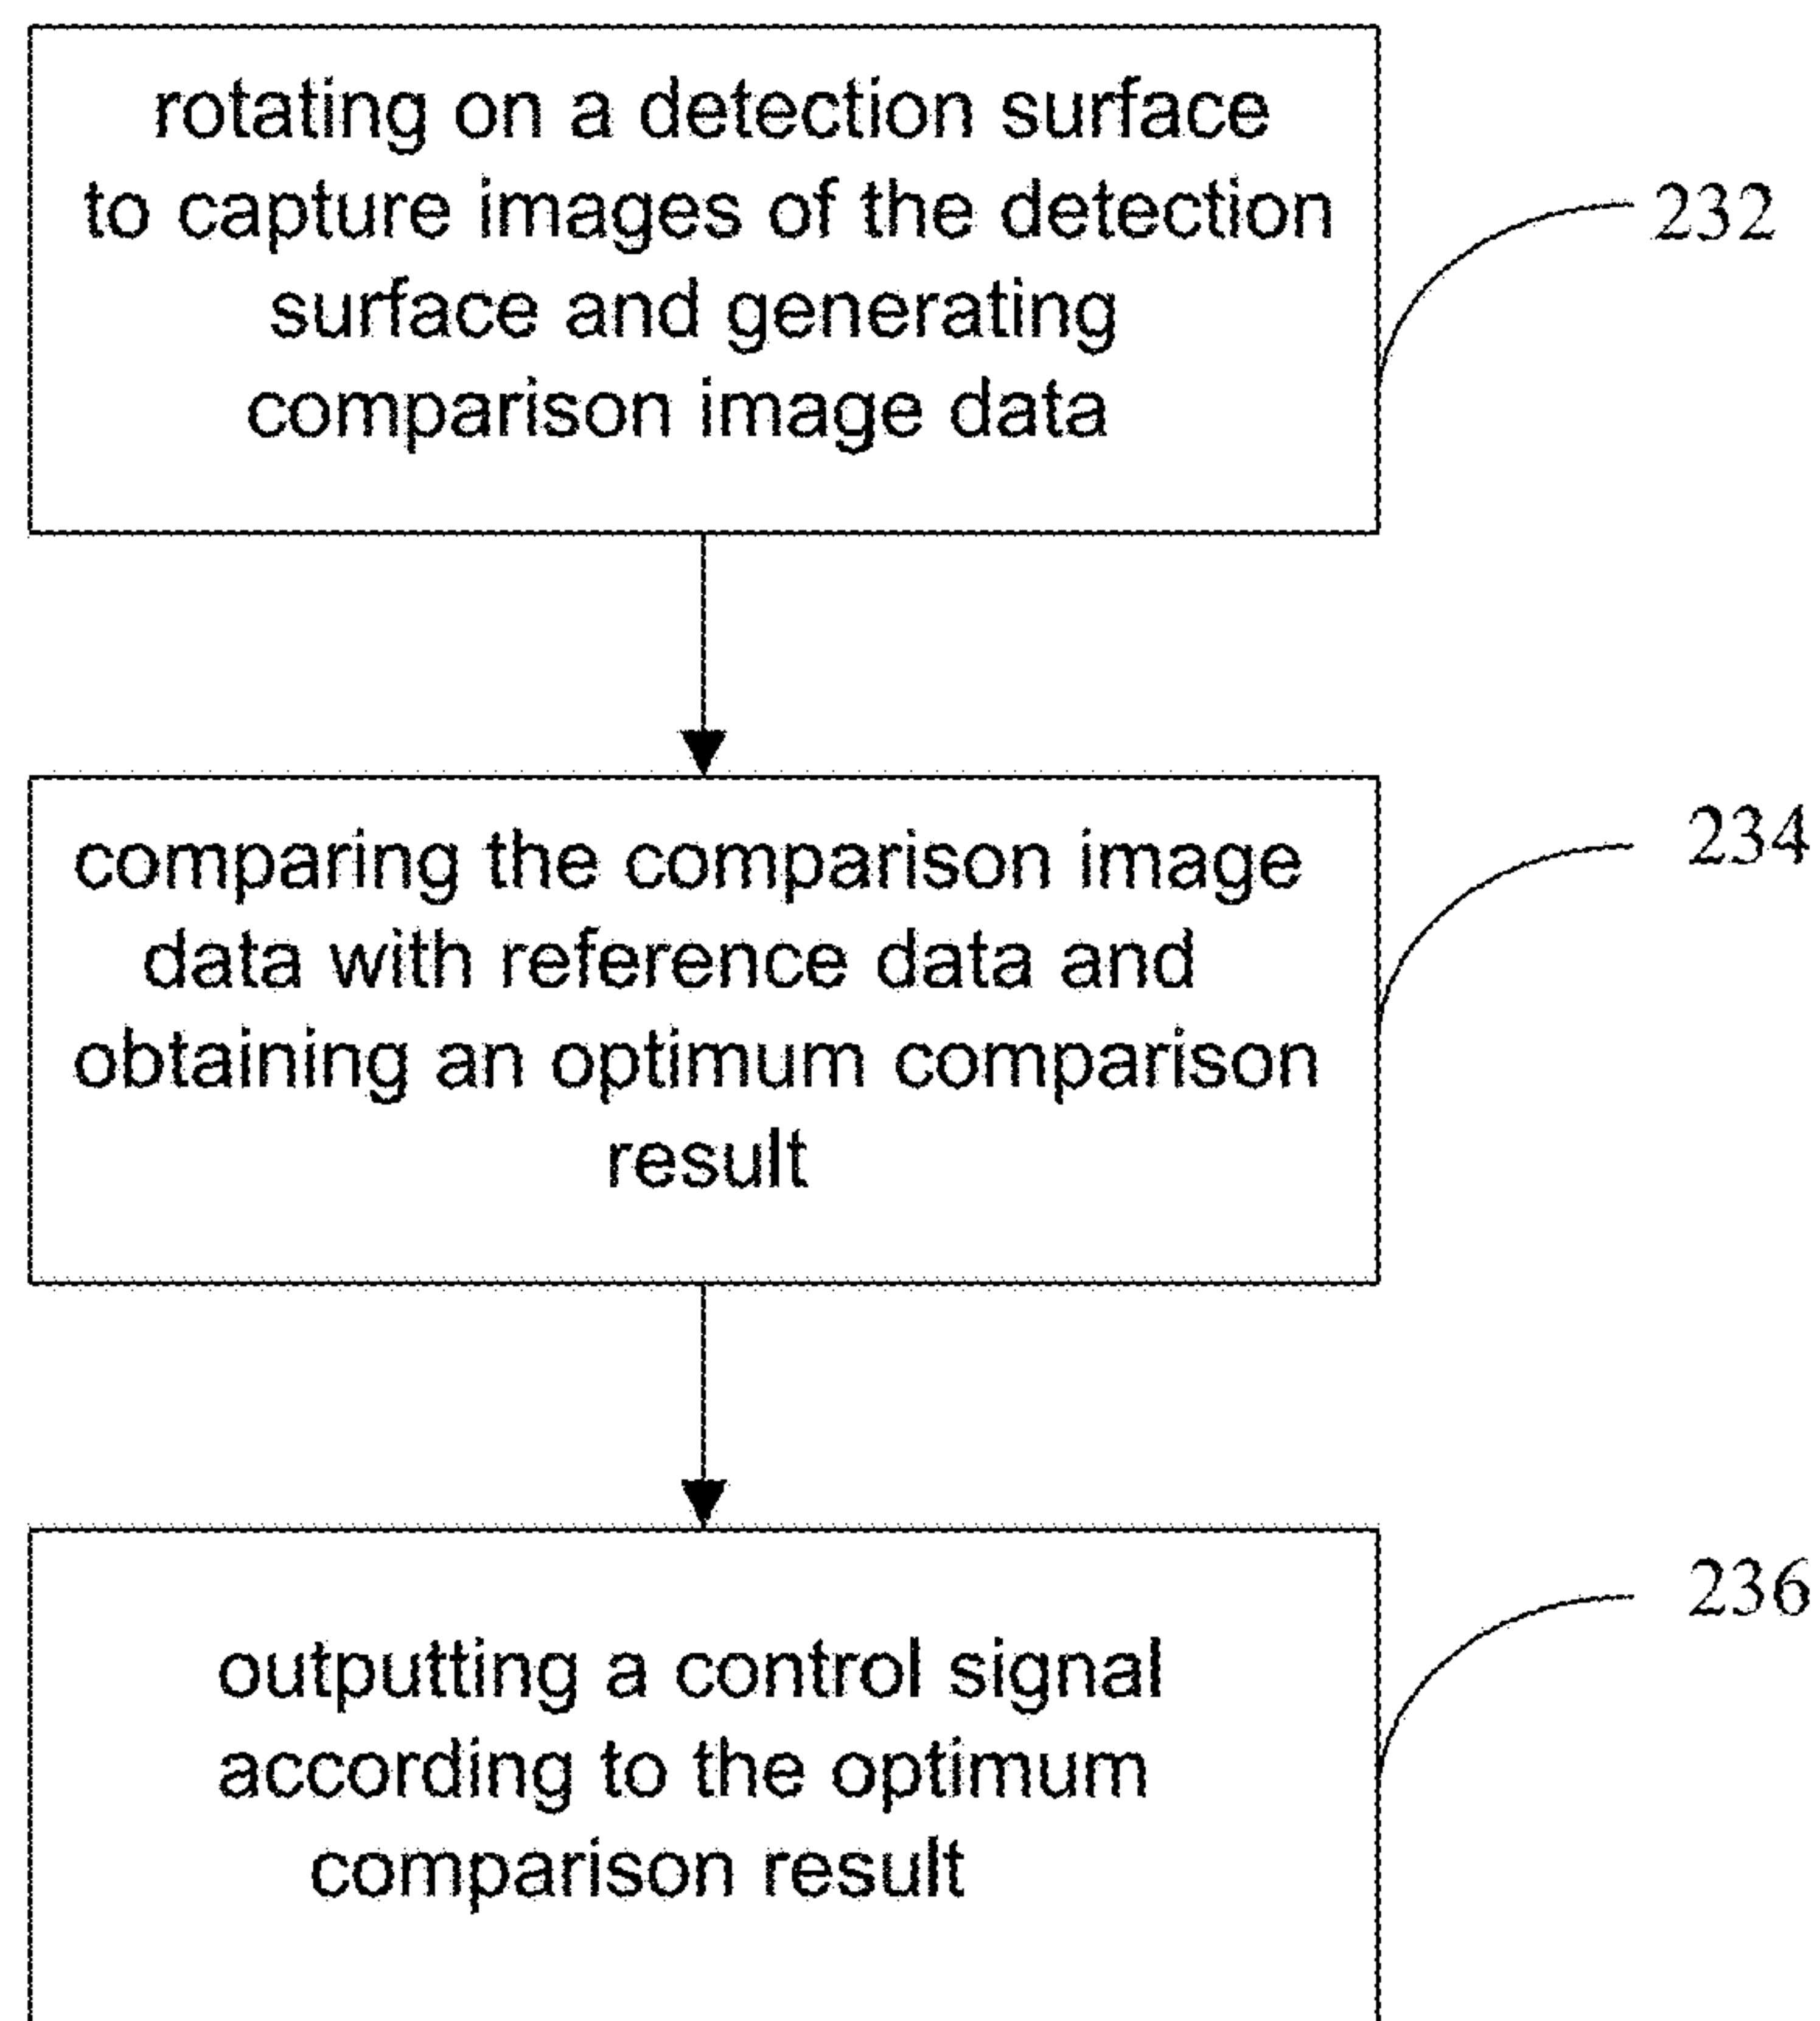 rotating on a detection surface
to capture images of the detection
surface and generating
comparison image data
232
comparing the comparison image
data with reference data and
obtaining an optimum comparison
result
234
outputting a control signal
according to the optimum
comparison result
236